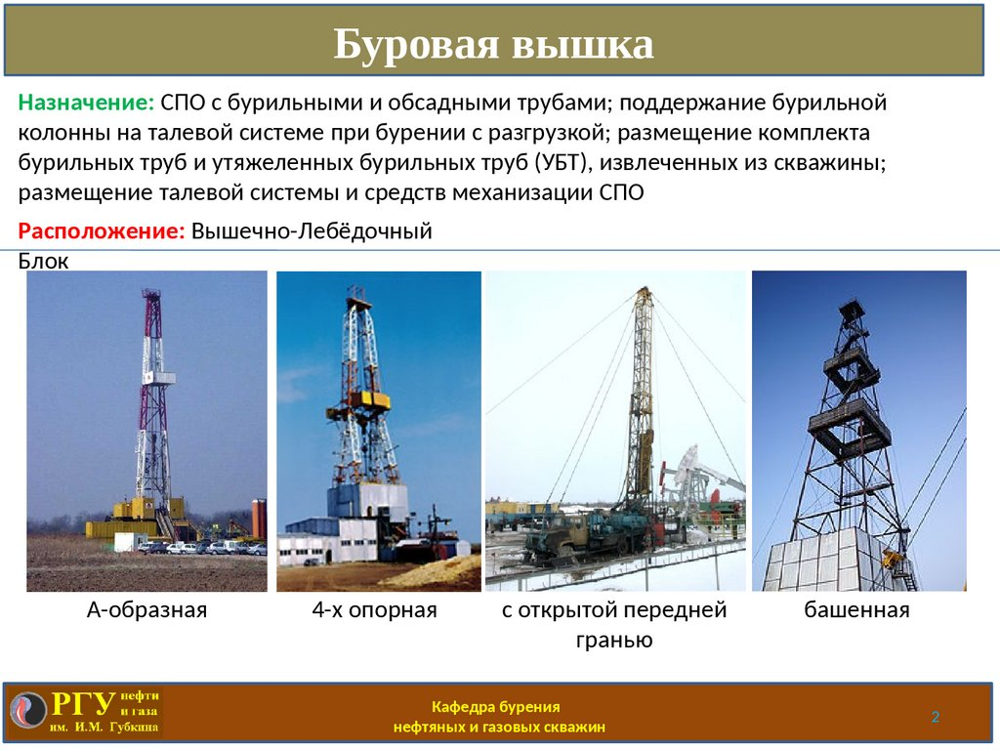 Буровая вышка
Назначение: СПО с бурильными и обсадными трубами; поддержание бурильной
колонны на талевой системе при бурении с разгрузкой; размещение комплекта
бурильных труб и утяжеленных бурильных труб (УБТ), извлеченных из скважины;
размещение талевой системы и средств механизации СПО
Расположение: Вышечно-Лебёдочный
Блок
А-образная
4-х опорная
с открытой передней
гранью
башенная
РГУ нефти
и газа
им. И.М. Губкина
Кафедра бурения
нефтяных и газовых скважин
2